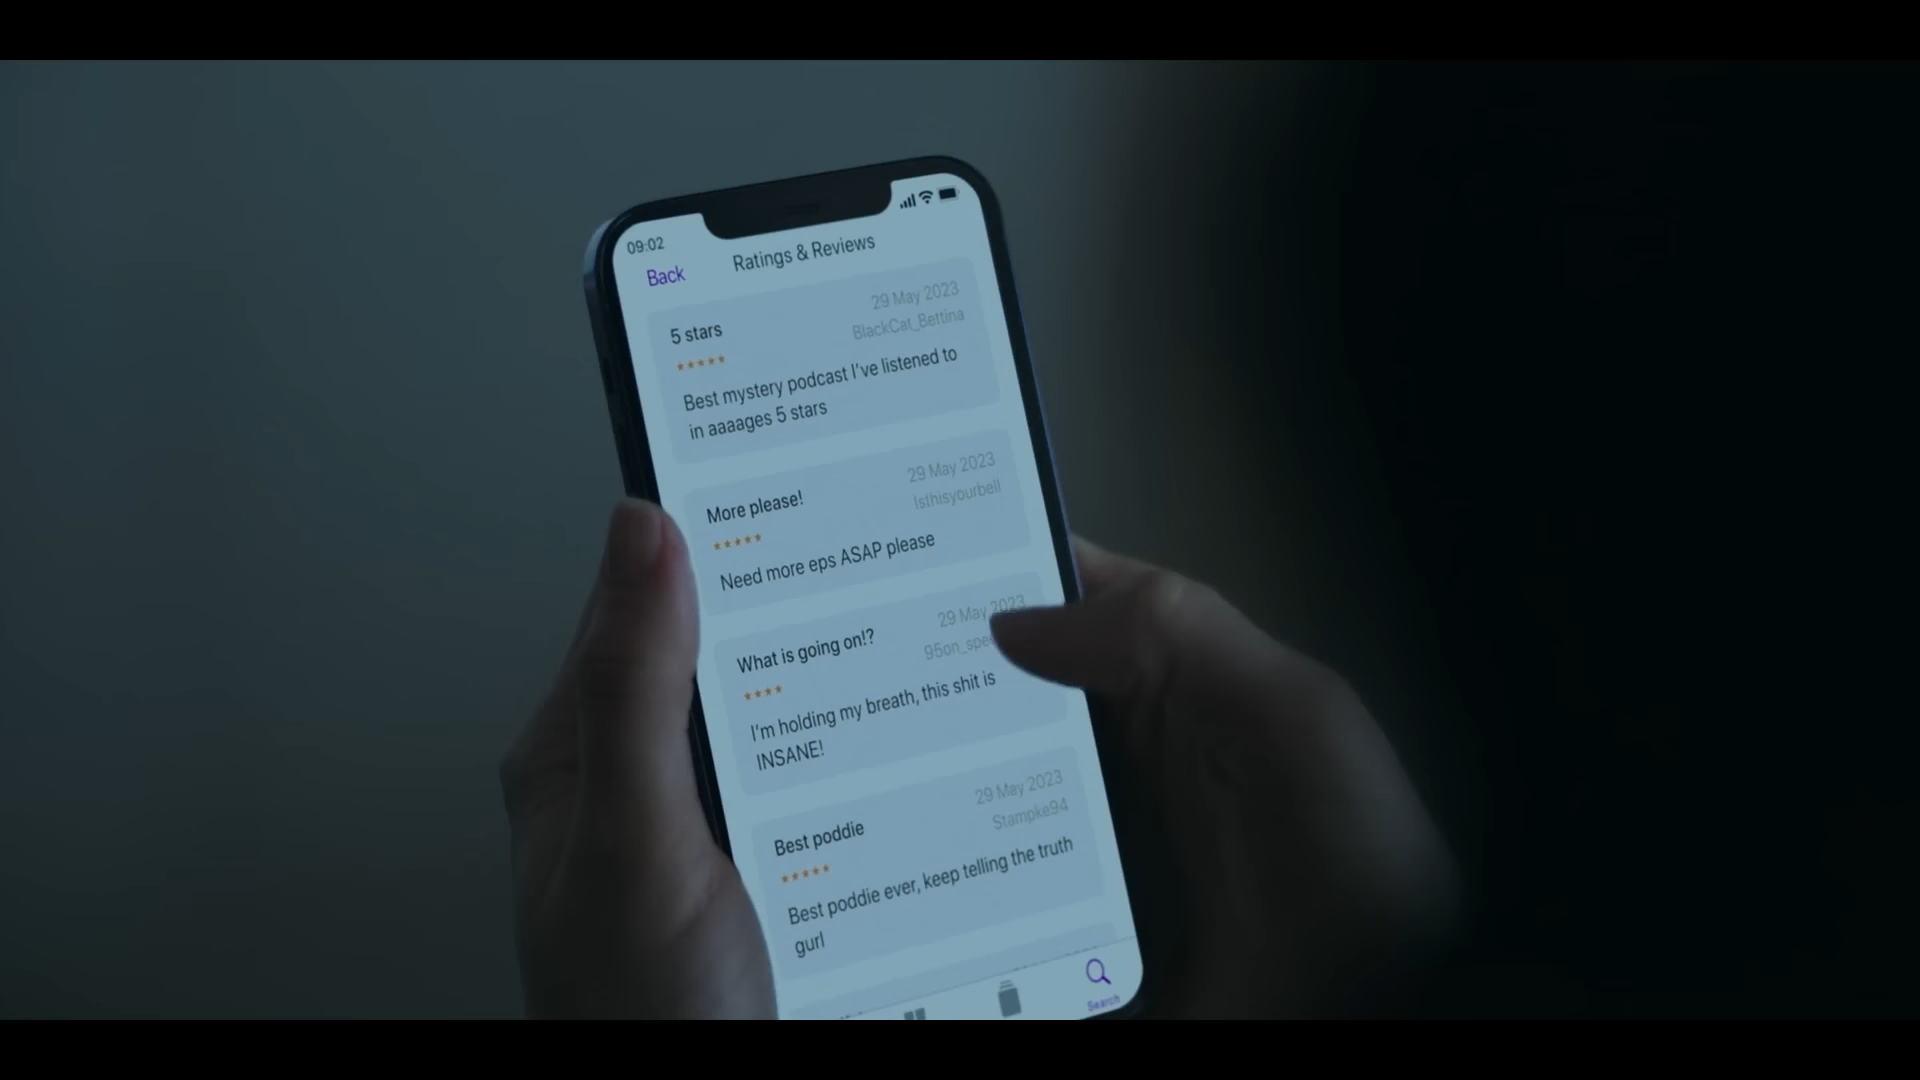 09:02
Back
Ratings & Reviews
5 stars
29 May 2023
BlackCat_Bettina
Best mystery podcast I've listened to
in aaaages 5 stars
More please!
29 May 2023
Isthisyourbell
Need more eps ASAP please
What is going on!?
29 May 2023
I'm holding my breath, this shit is
INSANE!
Best poddie
29 May 2023
Stampke94
Best poddie ever, keep telling the truth
gurl
Search